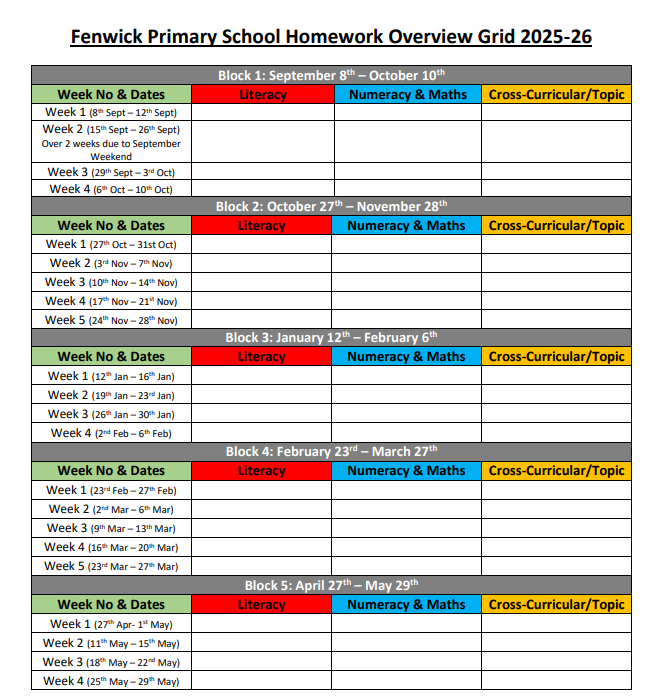 Fenwick Primary School Homework Overview Grid 2025-26
Block 1: September 8th – October 10th
Week No & Dates Literacy Numeracy & Maths Cross-Curricular/Topic
Week 1 (8th Sept – 12th Sept)
Week 2 (15th Sept – 26th Sept)
Over 2 weeks due to September
Weekend
Week 3 (29th Sept – 3rd Oct)
Week 4 (6th Oct – 10th Oct)
Block 2: October 27th – November 28th
Week No & Dates Literacy Numeracy & Maths Cross-Curricular/Topic
Week 1 (27th Oct – 31st Oct)
Week 2 (3rd Nov – 7th Nov)
Week 3 (10th Nov – 14th Nov)
Week 4 (17th Nov – 21st Nov)
Week 5 (24th Nov – 28th Nov)
Block 3: January 12th – February 6th
Week No & Dates Literacy Numeracy & Maths Cross-Curricular/Topic
Week 1 (12th Jan – 16th Jan)
Week 2 (19th Jan – 23rd Jan)
Week 3 (26th Jan – 30th Jan)
Week 4 (2nd Feb – 6th Feb)
Block 4: February 23rd – March 27th
Week No & Dates Literacy Numeracy & Maths Cross-Curricular/Topic
Week 1 (23rd Feb – 27th Feb)
Week 2 (2nd Mar – 6th Mar)
Week 3 (9th Mar – 13th Mar)
Week 4 (16th Mar – 20th Mar)
Week 5 (23rd Mar – 27th Mar)
Block 5: April 27th – May 29th
Week No & Dates Literacy Numeracy & Maths Cross-Curricular/Topic
Week 1 (27th Apr- 1st May)
Week 2 (11th May – 15th May)
Week 3 (18th May – 22nd May)
Week 4 (25th May – 29th May)